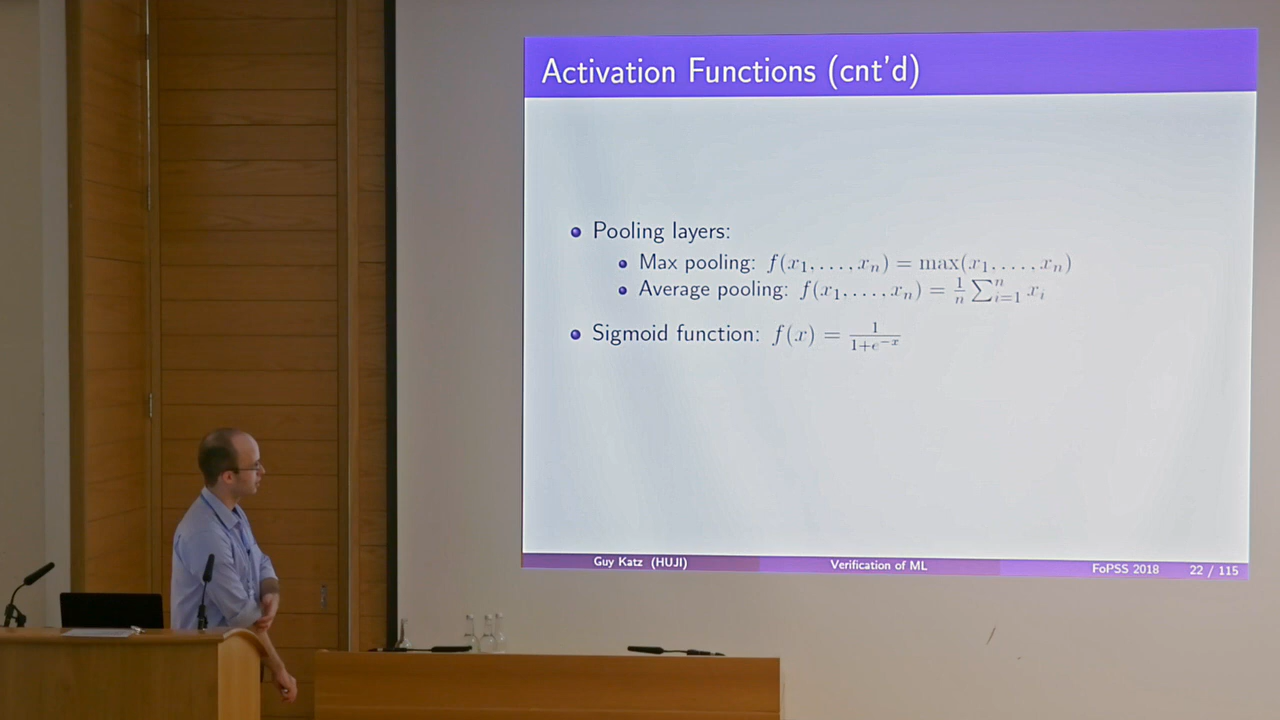 Activation Functions (cnt'd)
Pooling layers:
Max pooling: f(x₁, . . . , xₙ) = max(x₁, . . . , xₙ)
Average pooling: f(x₁, . . . , xₙ) = 1/n ∑ⁿᵢ₌₁ xᵢ
Sigmoid function: f(x) = 1/(1+e⁻ˣ)
Guy Katz (HUJI) Verification of ML FoPSS 2018 22 / 115